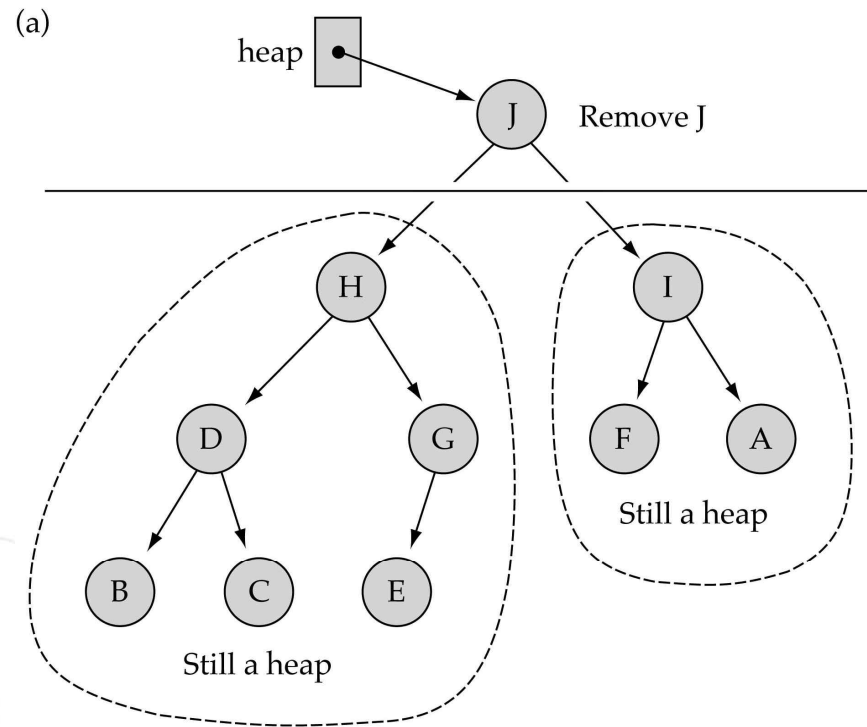 (a)
heap
J Remove J
H I
D G F A
Still a heap
B C E
Still a heap